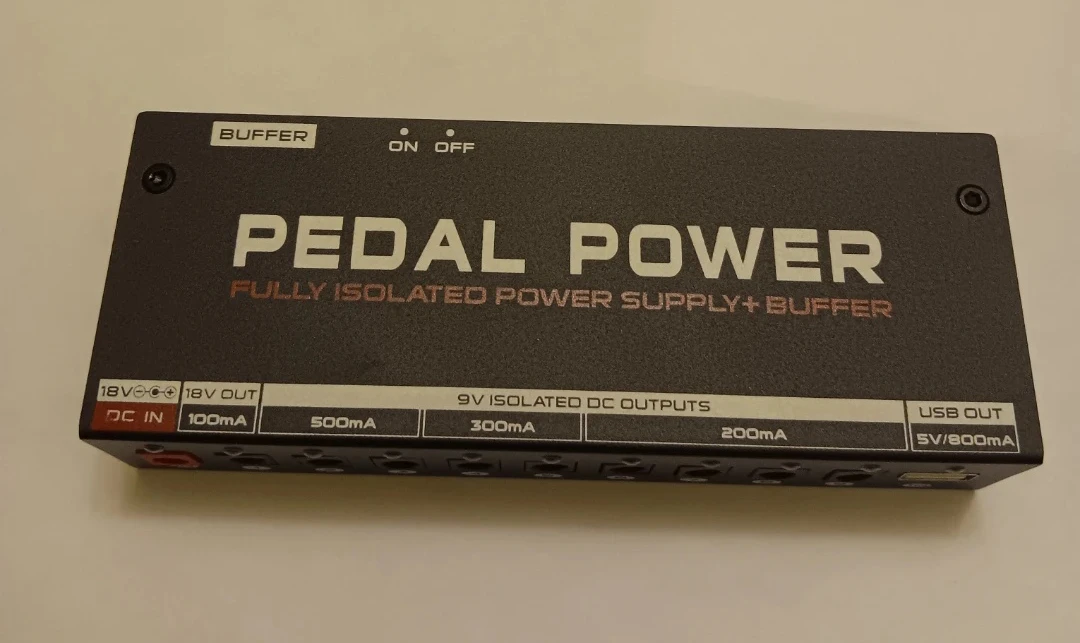 BUFFER
ON OFF
PEDAL POWER
FULLY ISOLATED POWER SUPPLY+BUFFER
18V 18V OUT 9V ISOLATED DC OUTPUTS USB OUT
DC IN 100mA 500mA 300mA 200mA 5V/800mA